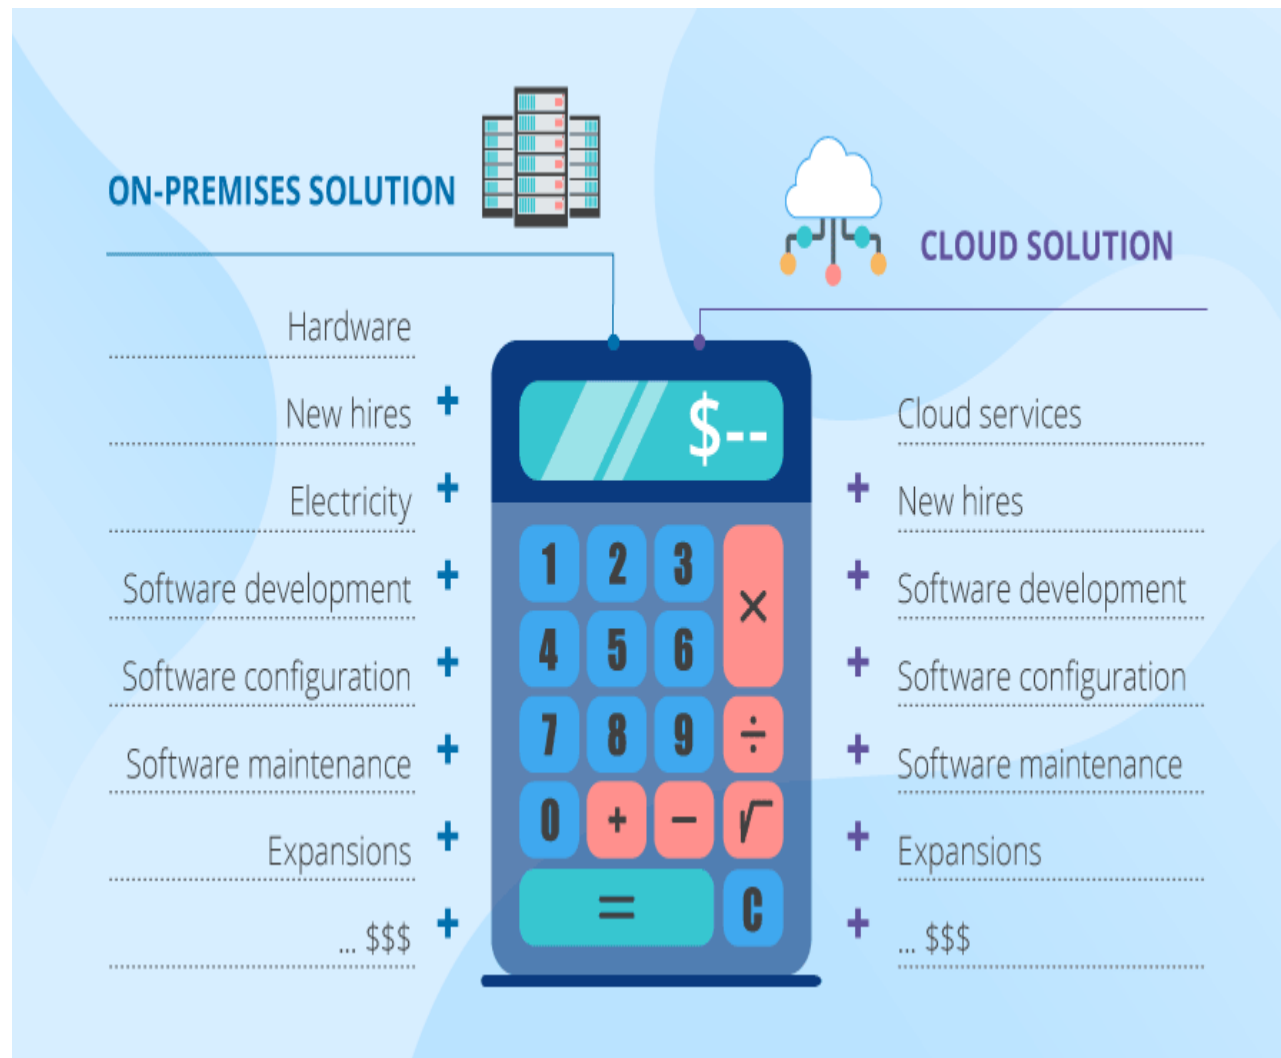 ON-PREMISES SOLUTION
Hardware
+
New hires
+
Electricity
+
Software development
+
Software configuration
+
Software maintenance
+
Expansions
+
... $$$
$--
1 2 3 ×
4 5 6
7 8 9 ÷
0 + − √
= C
CLOUD SOLUTION
Cloud services
+
New hires
+
Software development
+
Software configuration
+
Software maintenance
+
Expansions
+
... $$$